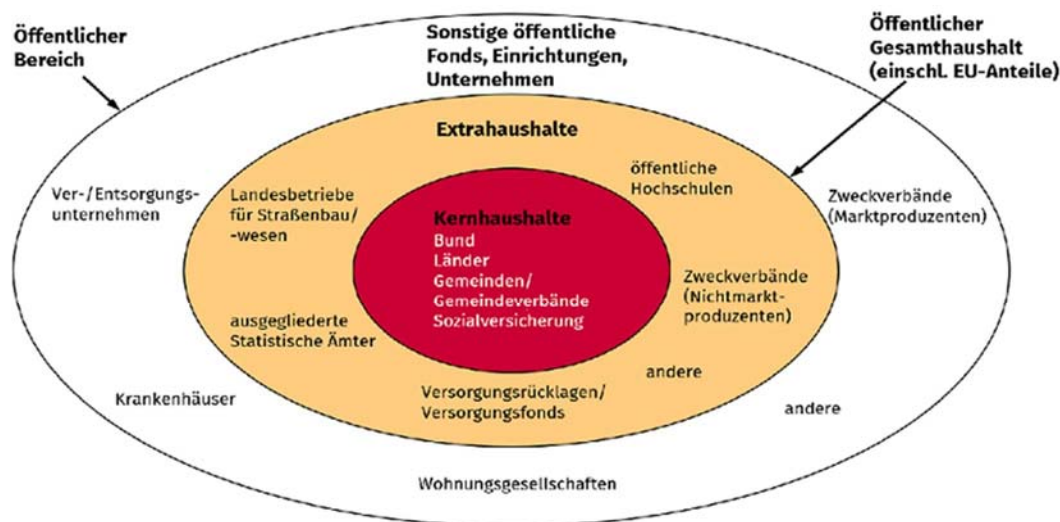 Öffentlicher
Bereich
Sonstige öffentliche
Fonds, Einrichtungen,
Unternehmen
Öffentlicher
Gesamthaushalt
(einschl. EU-Anteile)
Extrahaushalte
öffentliche
Hochschulen
Ver-/Entsorgungs-
unternehmen
Landesbetriebe
für Straßenbau/
-wesen
Zweckverbände
(Marktproduzenten)
Kernhaushalte
Bund
Länder
Gemeinden/
Gemeindeverbände
Sozialversicherung
Zweckverbände
(Nichtmarkt-
produzenten)
ausgegliederte
Statistische Ämter
andere
Krankenhäuser
Versorgungsrücklagen/
Versorgungsfonds
andere
Wohnungsgesellschaften